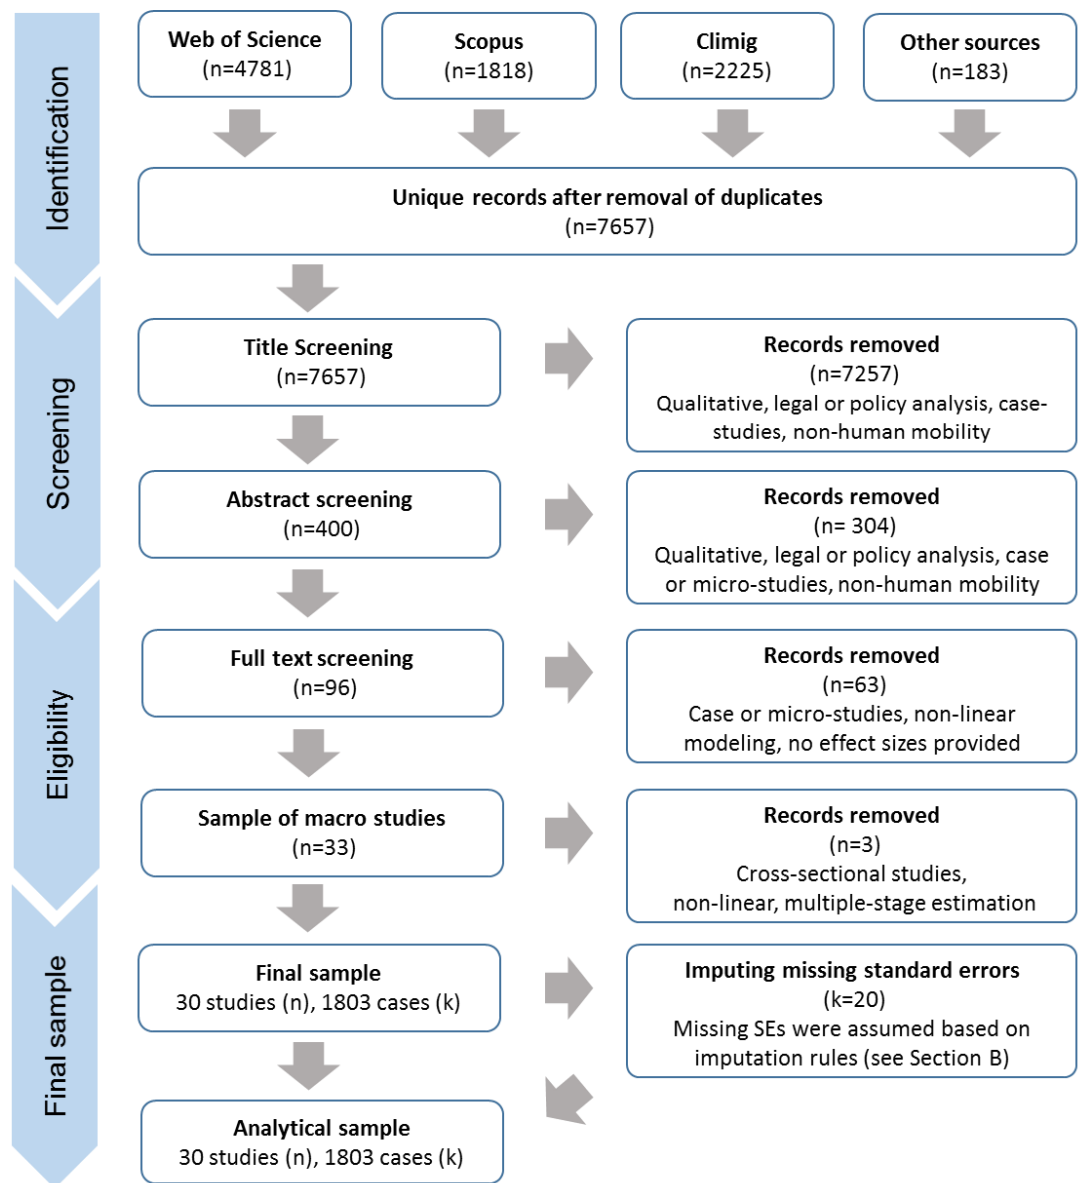 Identification
Web of Science
(n=4781)
Scopus
(n=1818)
Climig
(n=2225)
Other sources
(n=183)
Unique records after removal of duplicates
(n=7657)
Screening
Title Screening
(n=7657)
Records removed
(n=7257)
Qualitative, legal or policy analysis, case-
studies, non-human mobility
Abstract screening
(n=400)
Records removed
(n= 304)
Qualitative, legal or policy analysis, case
or micro-studies, non-human mobility
Eligibility
Full text screening
(n=96)
Records removed
(n=63)
Case or micro-studies, non-linear
modeling, no effect sizes provided
Sample of macro studies
(n=33)
Records removed
(n=3)
Cross-sectional studies,
non-linear, multiple-stage estimation
Final sample
Final sample
30 studies (n), 1803 cases (k)
Imputing missing standard errors
(k=20)
Missing SEs were assumed based on
imputation rules (see Section B)
Analytical sample
30 studies (n), 1803 cases (k)